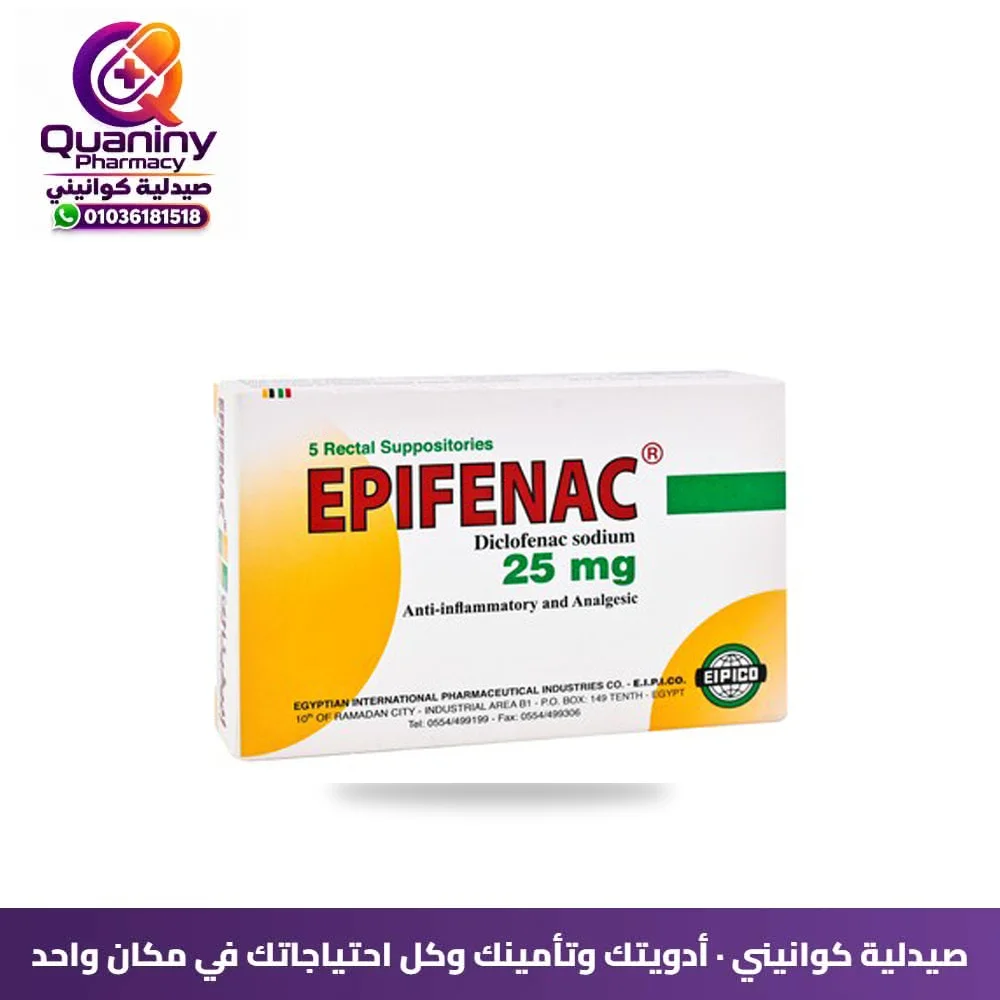 Quaniny
Pharmacy
صيدلية كوانيني
01036181518
5 Rectal Suppositories
EPIFENAC®
Diclofenac sodium
25 mg
Anti-inflammatory and Analgesic
EGYPTIAN INTERNATIONAL PHARMACEUTICAL INDUSTRIES CO. - E.I.P.I.CO.
10th OF RAMADAN CITY - INDUSTRIAL AREA B1 - P.O. BOX: 149 TENTH - EGYPT
Tel: 0554/499199 - Fax: 0554/499306
EIPICO
EPIFENAC
صيدلية كوانيني · أدويتك وتأمينك وكل احتياجاتك في مكان واحد